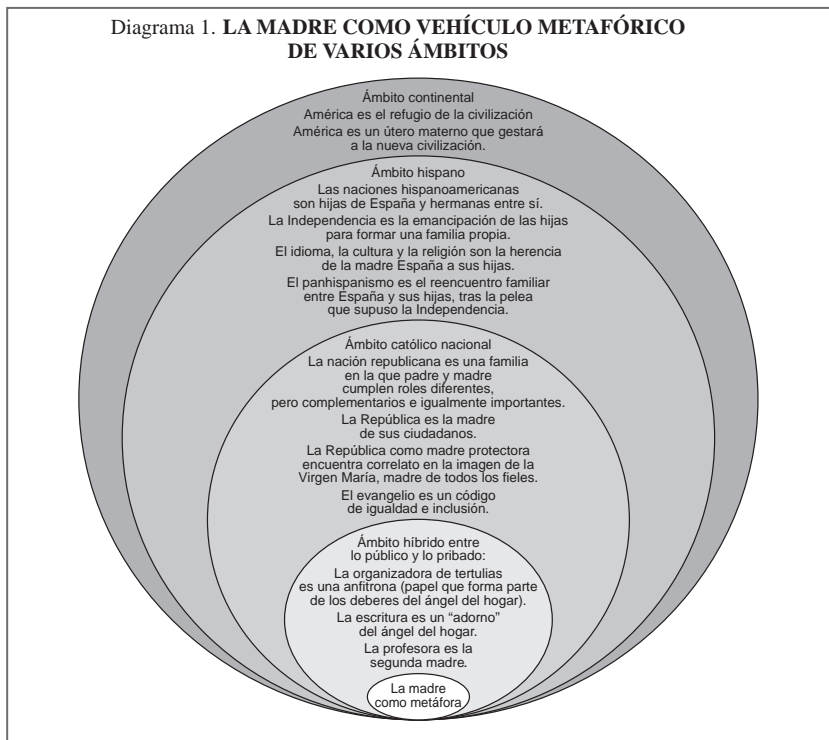 Diagrama 1. LA MADRE COMO VEHÍCULO METAFÓRICO
DE VARIOS ÁMBITOS
Ámbito continental
América es el refugio de la civilización
América es un útero materno que gestará
a la nueva civilización.
Ámbito hispano
Las naciones hispanoamericanas
son hijas de España y hermanas entre sí.
La Independencia es la emancipación de las hijas
para formar una familia propia.
El idioma, la cultura y la religión son la herencia
de la madre España a sus hijas.
El panhispanismo es el reencuentro familiar
entre España y sus hijas, tras la pelea
que supuso la Independencia.
Ámbito católico nacional
La nación republicana es una familia
en la que padre y madre
cumplen roles diferentes,
pero complementarios e igualmente importantes.
La República es la madre
de sus ciudadanos.
La República como madre protectora
encuentra correlato en la imagen de la
Virgen María, madre de todos los fieles.
El evangelio es un código
de igualdad e inclusión.
Ámbito híbrido entre
lo público y lo pribado:
La organizadora de tertulias
es una anfitrona (papel que forma parte
de los deberes del ángel del hogar).
La escritura es un “adorno”
del ángel del hogar.
La profesora es la
segunda madre.
La madre
como metáfora